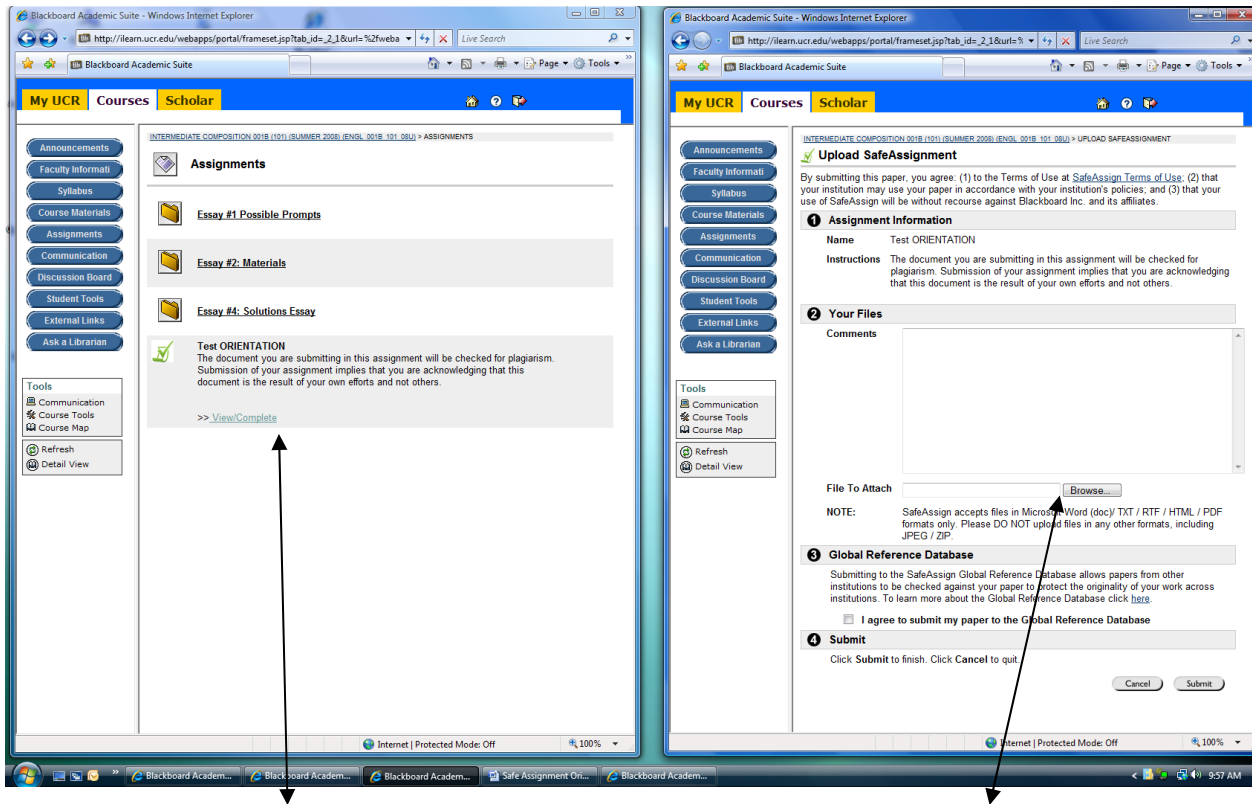 Blackboard Academic Suite - Windows Internet Explorer
http://ilearn.ucr.edu/webapps/portal/frameset.jsp?tab_id=_2_1&url=%2fweba
Live Search
Blackboard Academic Suite
Page
Tools
My UCR
Courses
Scholar
Announcements
Faculty Informati
Syllabus
Course Materials
Assignments
Communication
Discussion Board
Student Tools
External Links
Ask a Librarian
Tools
Communication
Course Tools
Course Map
Refresh
Detail View
INTERMEDIATE COMPOSITION 001B (101) (SUMMER 2008) (ENGL_001B_101_08U) > ASSIGNMENTS
Assignments
Essay #1 Possible Prompts
Essay #2: Materials
Essay #4: Solutions Essay
Test ORIENTATION
The document you are submitting in this assignment will be checked for plagiarism.
Submission of your assignment implies that you are acknowledging that this
document is the result of your own efforts and not others.
>> View/Complete
Internet | Protected Mode: Off
100%
Blackboard Academic Suite - Windows Internet Explorer
http://ilearn.ucr.edu/webapps/portal/frameset.jsp?tab_id=_2_1&url=%
Live Search
Blackboard Academic Suite
Page
Tools
My UCR
Courses
Scholar
Announcements
Faculty Informati
Syllabus
Course Materials
Assignments
Communication
Discussion Board
Student Tools
External Links
Ask a Librarian
Tools
Communication
Course Tools
Course Map
Refresh
Detail View
INTERMEDIATE COMPOSITION 001B (101) (SUMMER 2008) (ENGL_001B_101_08U) > UPLOAD SAFEASSIGNMENT
Upload SafeAssignment
By submitting this paper, you agree: (1) to the Terms of Use at SafeAssign Terms of Use; (2) that
your institution may use your paper in accordance with your institution's policies; and (3) that your
use of SafeAssign will be without recourse against Blackboard Inc. and its affiliates.
1 Assignment Information
Name Test ORIENTATION
Instructions The document you are submitting in this assignment will be checked for
plagiarism. Submission of your assignment implies that you are acknowledging
that this document is the result of your own efforts and not others.
2 Your Files
Comments
File To Attach Browse...
NOTE: SafeAssign accepts files in Microsoft Word (doc)/ TXT / RTF / HTML / PDF
formats only. Please DO NOT upload files in any other formats, including
JPEG / ZIP.
3 Global Reference Database
Submitting to the SafeAssign Global Reference Database allows papers from other
institutions to be checked against your paper to protect the originality of your work across
institutions. To learn more about the Global Reference Database click here.
I agree to submit my paper to the Global Reference Database
4 Submit
Click Submit to finish. Click Cancel to quit.
Cancel Submit
Internet | Protected Mode: Off
100%
Blackboard Academ...
Blackboard Academ...
Blackboard Academ...
Safe Assignment Ori...
Blackboard Academ...
9:57 AM